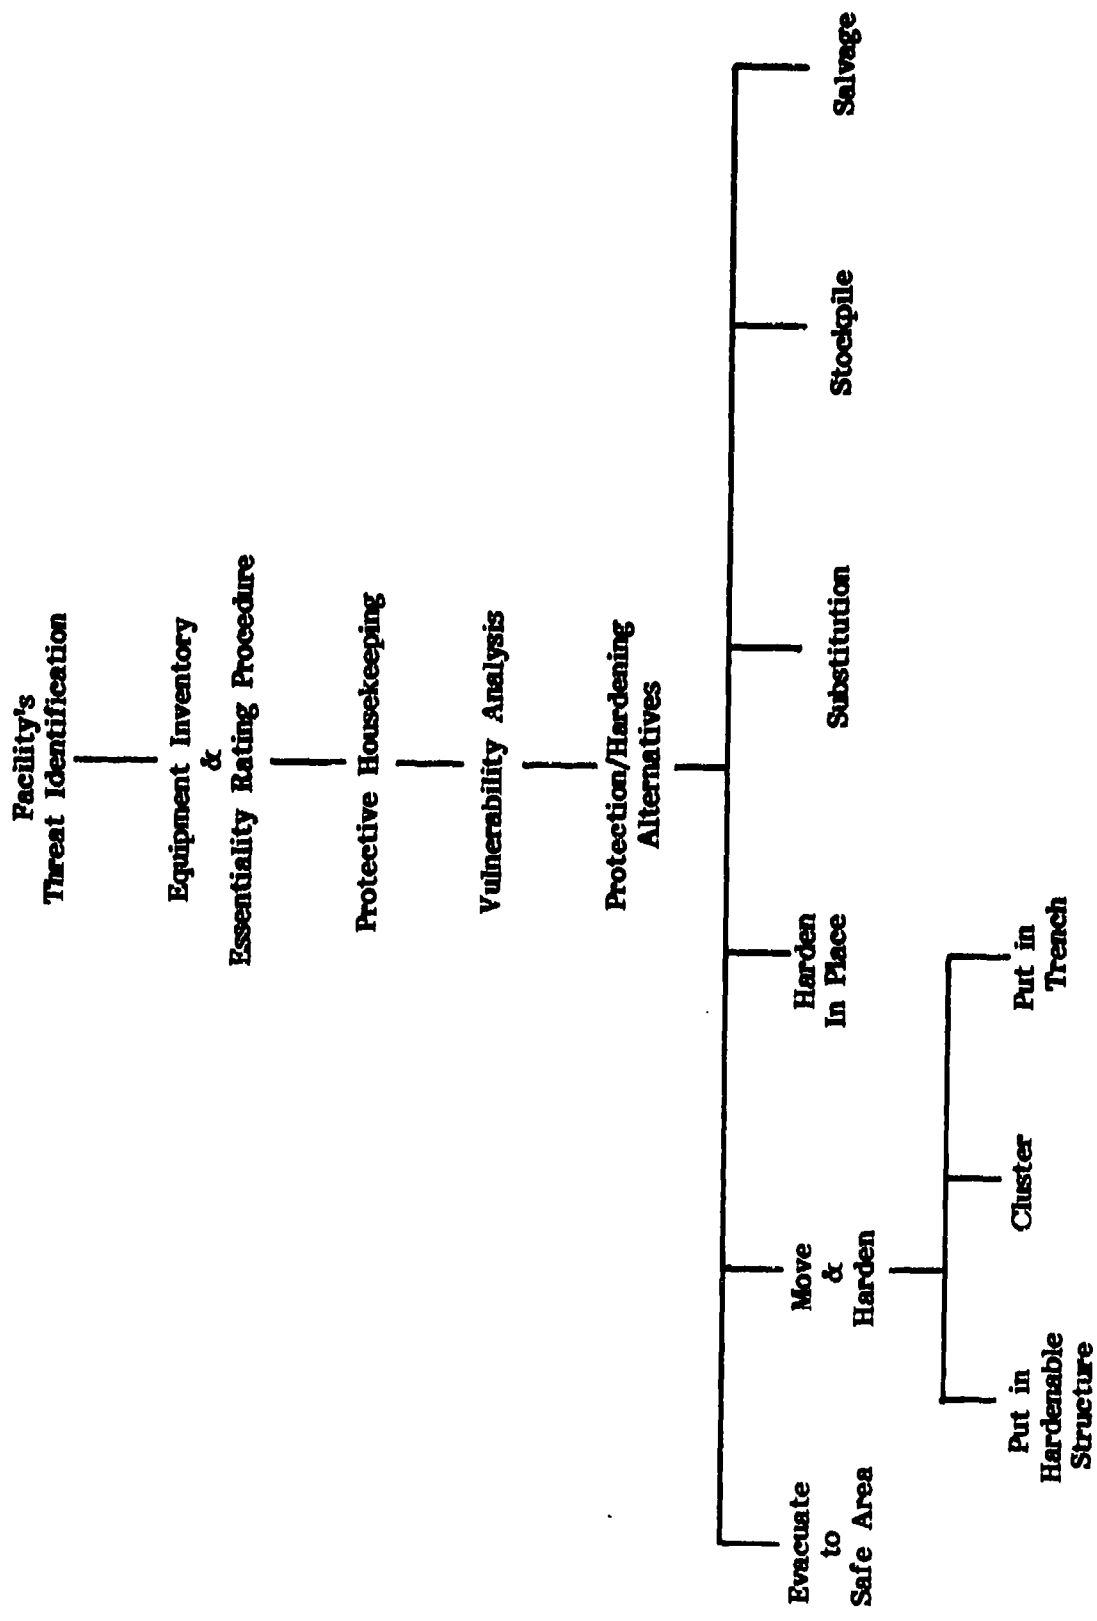 Facility's
Threat Identification
Equipment Inventory
&
Essentiality Rating Procedure
Protective Housekeeping
Vulnerability Analysis
Protection/Hardening
Alternatives
Evacuate
to
Safe Area
Move
&
Harden
Harden
In Place
Substitution
Stockpile
Salvage
Put in
Hardenable
Structure
Cluster
Put in
Trench